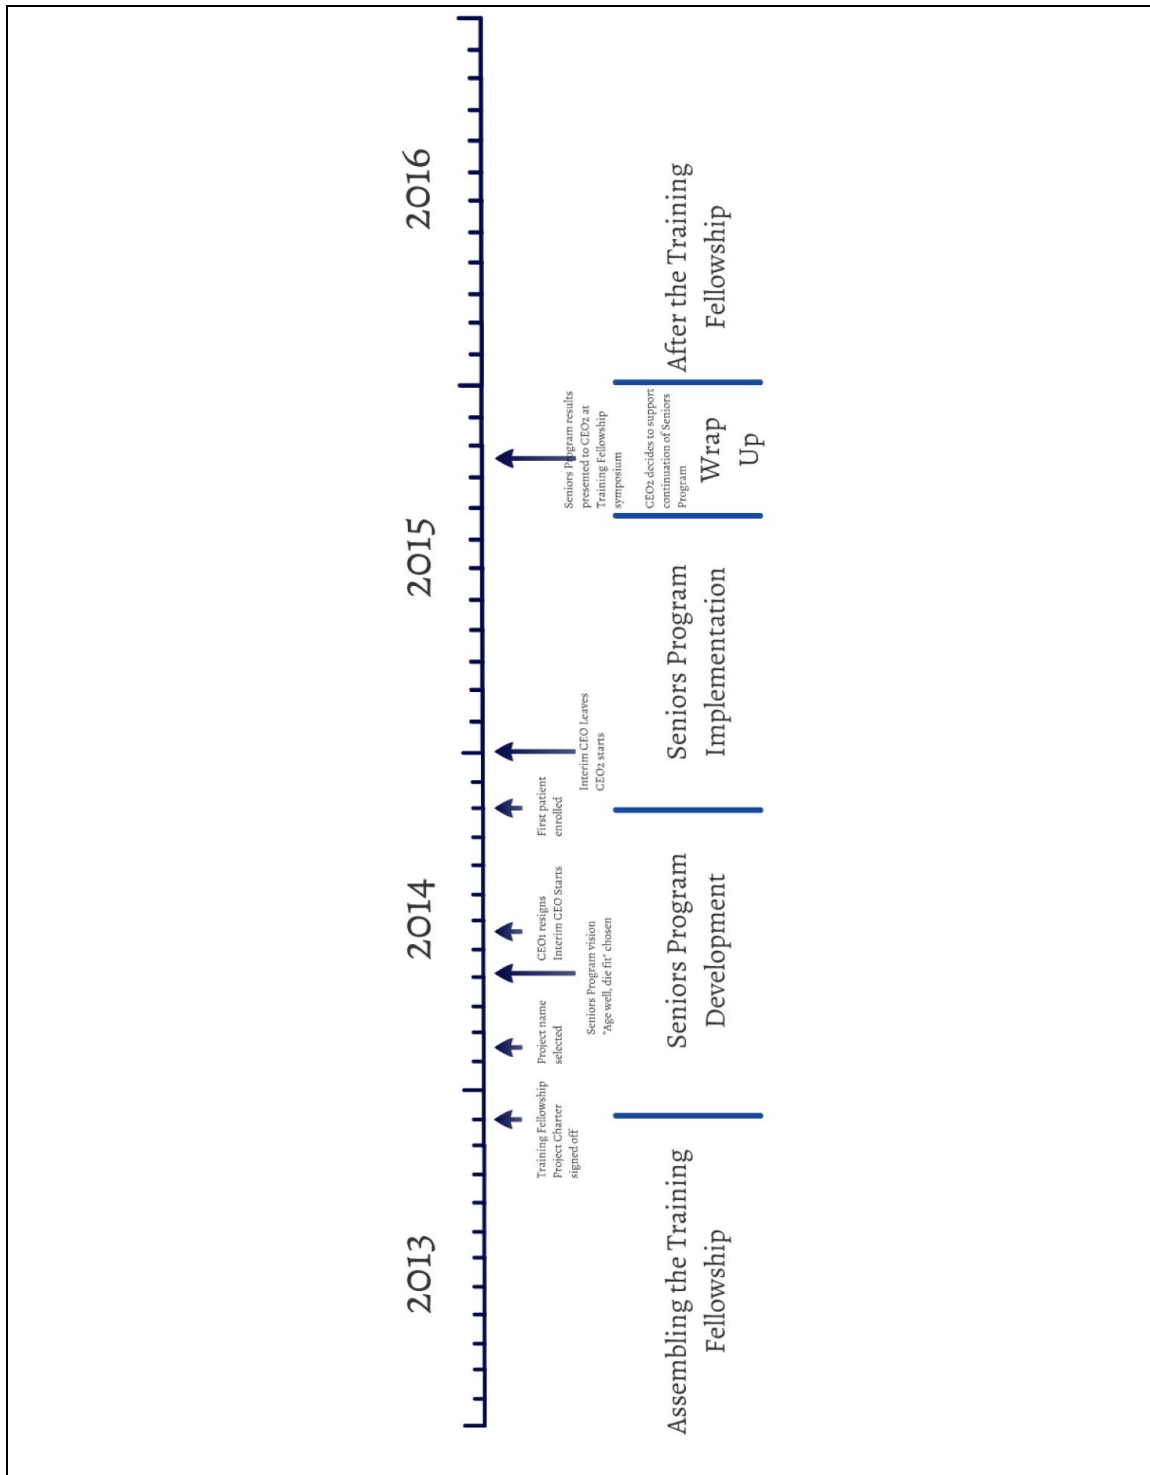 2013
2014
2015
2016
Training Fellowship
Project Charter
signed off
Project name
selected
Seniors Program vision
"Age well, die fit" chosen
CEO1 resigns
Interim CEO Starts
First patient
enrolled
Interim CEO Leaves
CEO2 starts
Seniors Program results
presented to CEO2 at
Training Fellowship
symposium
CEO2 decides to support
continuation of Seniors
Program
Assembling the Training
Fellowship
Seniors Program
Development
Seniors Program
Implementation
Wrap
Up
After the Training
Fellowship